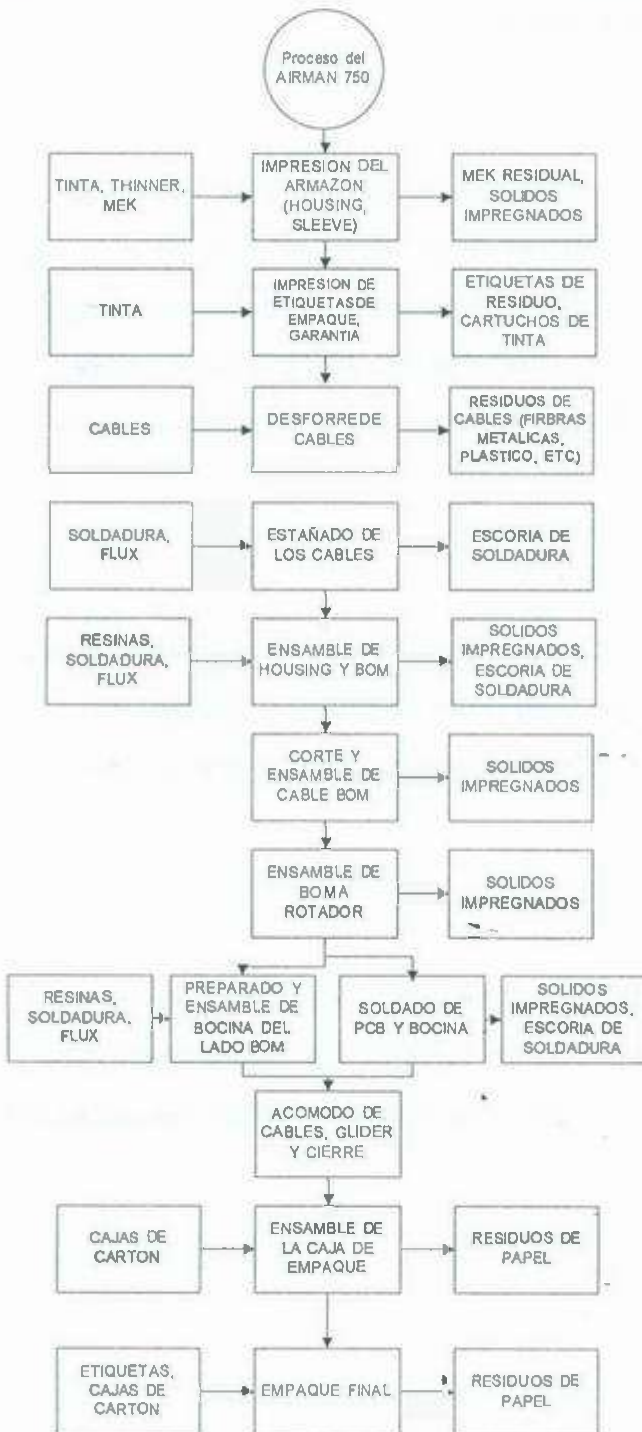 Proceso del
AIRMAN 750
TINTA, THINNER,
MEK
IMPRESION DEL
ARMAZON
(HOUSING,
SLEEVE)
MEK RESIDUAL,
SOLIDOS
IMPREGNADOS
TINTA
IMPRESION DE
ETIQUETAS DE
EMPAQUE,
GARANTIA
ETIQUETAS DE
RESIDUO,
CARTUCHOS DE
TINTA
CABLES
DESFORRE DE
CABLES
RESIDUOS DE
CABLES (FIRBRAS
METALICAS,
PLASTICO, ETC)
SOLDADURA,
FLUX
ESTAÑADO DE
LOS CABLES
ESCORIA DE
SOLDADURA
RESINAS,
SOLDADURA,
FLUX
ENSAMBLE DE
HOUSING Y BOM
SOLIDOS
IMPREGNADOS,
ESCORIA DE
SOLDADURA
CORTE Y
ENSAMBLE DE
CABLE BOM
SOLIDOS
IMPREGNADOS
ENSAMBLE DE
BOM A
ROTADOR
SOLIDOS
IMPREGNADOS
RESINAS,
SOLDADURA,
FLUX
PREPARADO Y
ENSAMBLE DE
BOCINA DEL
LADO BOM
SOLDADO DE
PCB Y BOCINA
SOLIDOS
IMPREGNADOS,
ESCORIA DE
SOLDADURA
ACOMODO DE
CABLES, GLIDER
Y CIERRE
CAJAS DE
CARTON
ENSAMBLE DE
LA CAJA DE
EMPAQUE
RESIDUOS DE
PAPEL
ETIQUETAS,
CAJAS DE
CARTON
EMPAQUE FINAL
RESIDUOS DE
PAPEL